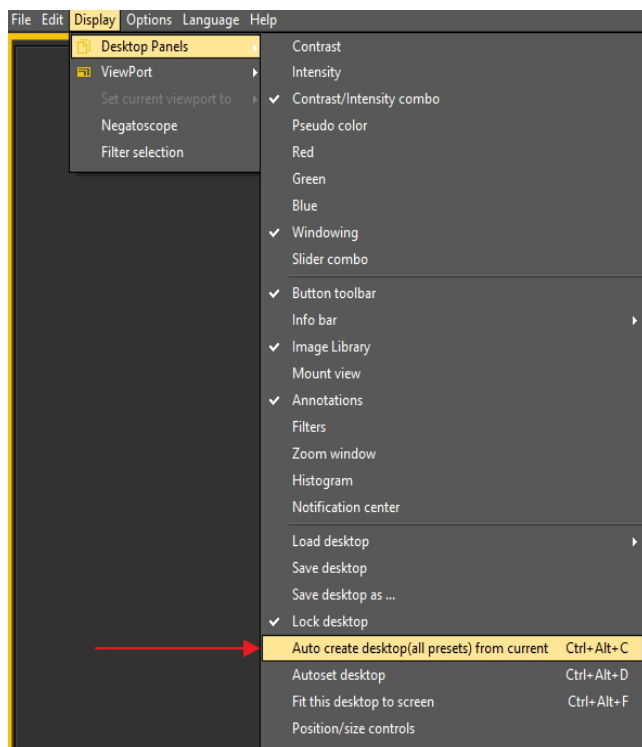 File Edit Display Options Language Help
Desktop Panels
ViewPort
Set current viewport to
Negatoscope
Filter selection
Contrast
Intensity
Contrast/Intensity combo
Pseudo color
Red
Green
Blue
Windowing
Slider combo
Button toolbar
Info bar
Image Library
Mount view
Annotations
Filters
Zoom window
Histogram
Notification center
Load desktop
Save desktop
Save desktop as ...
Lock desktop
Auto create desktop(all presets) from current Ctrl+Alt+C
Autoset desktop Ctrl+Alt+D
Fit this desktop to screen Ctrl+Alt+F
Position/size controls